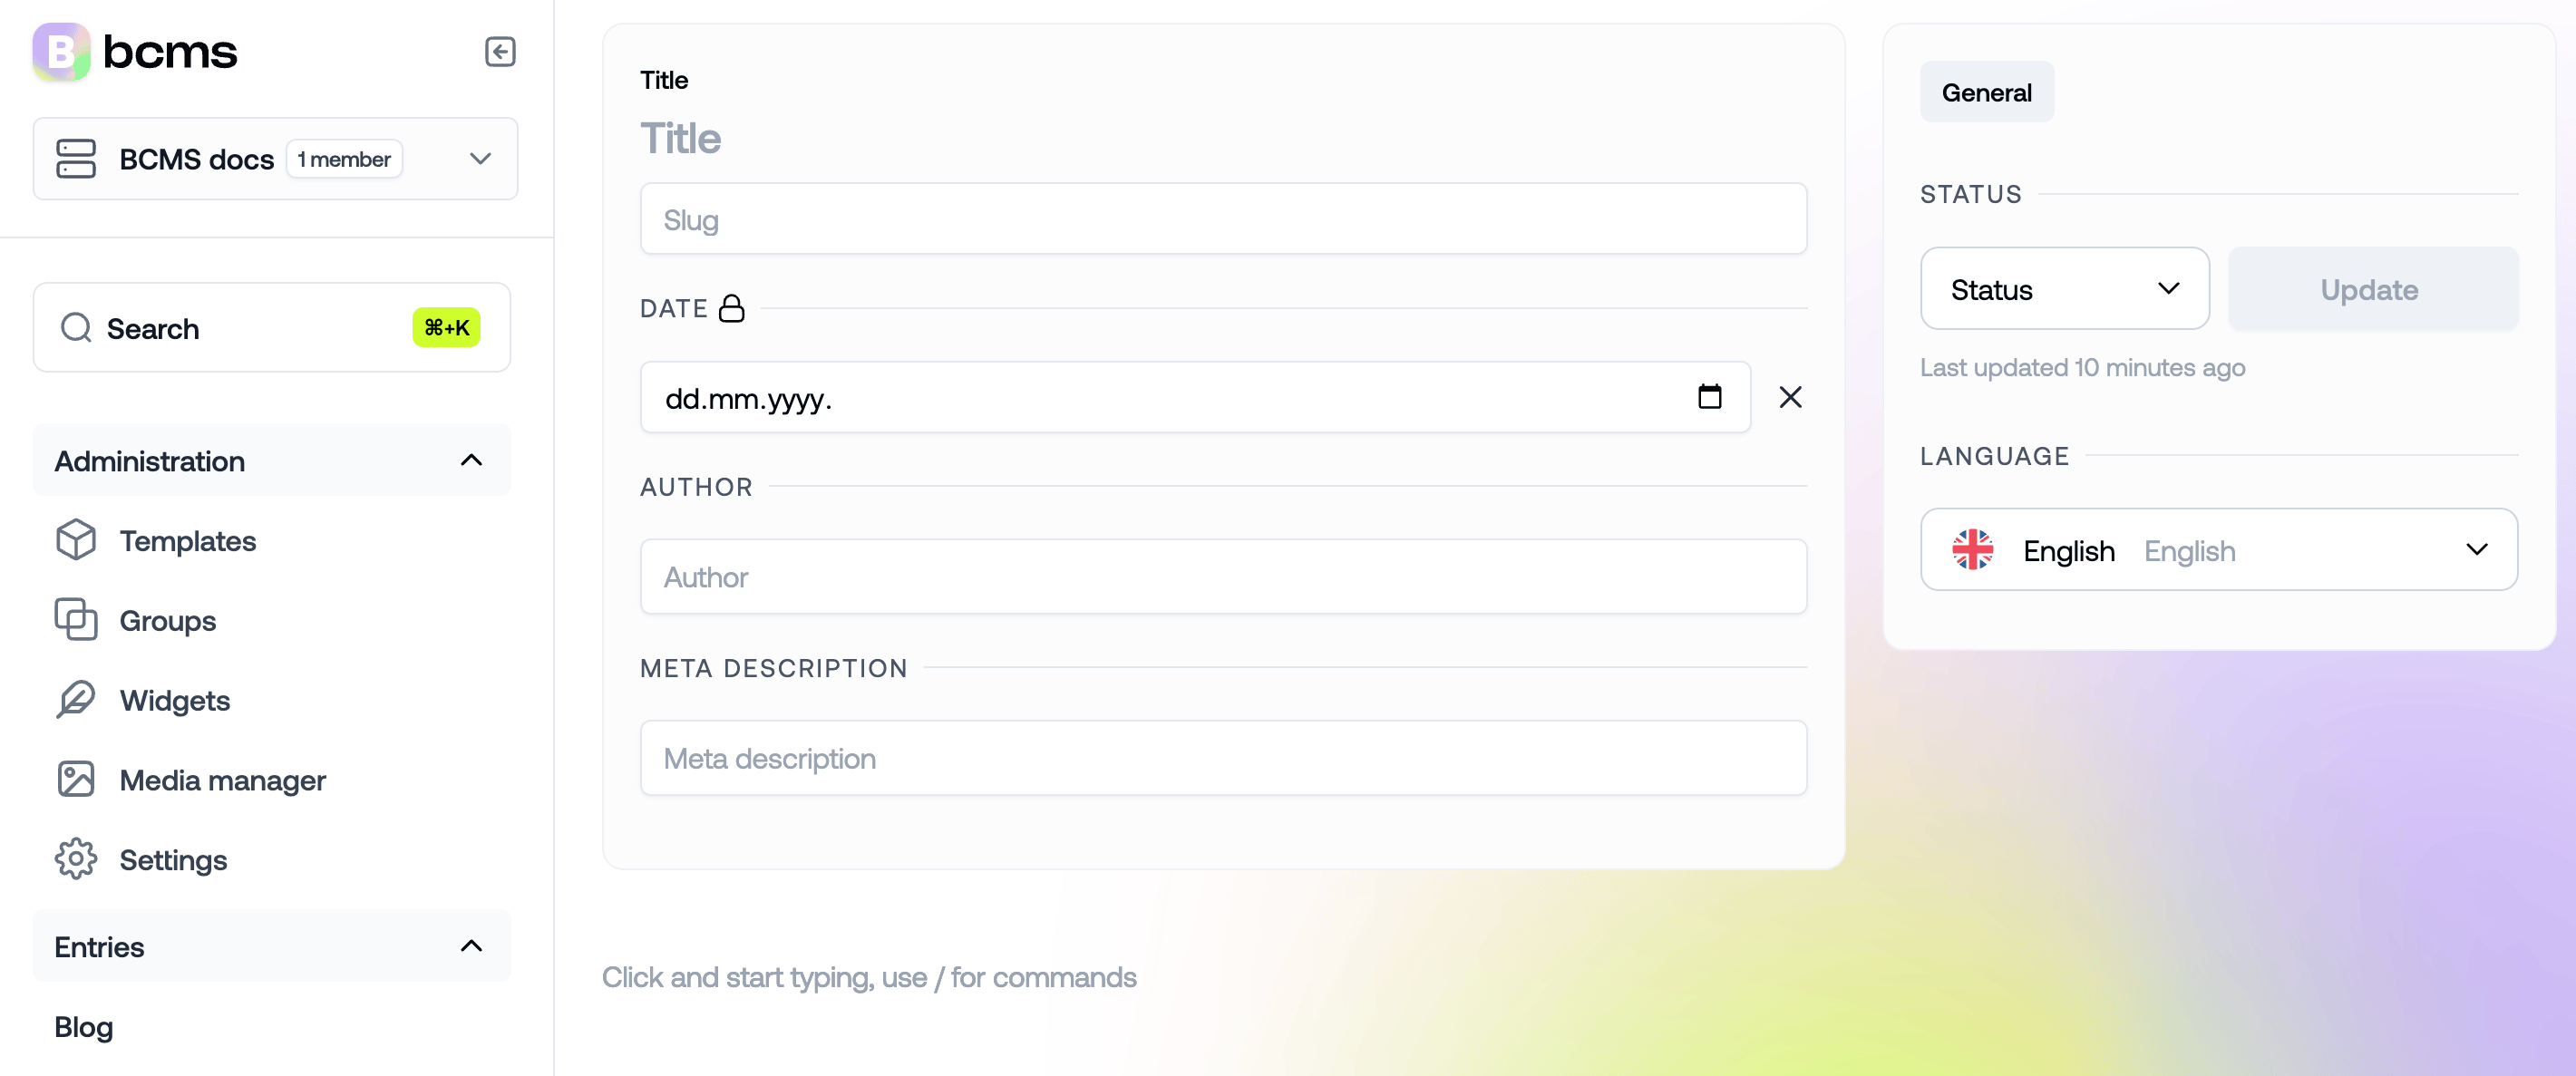 B bcms
BCMS docs 1 member
Search ⌘+K
Administration
Templates
Groups
Widgets
Media manager
Settings
Entries
Blog
Title
Title
Slug
DATE
dd.mm.yyyy.
AUTHOR
Author
META DESCRIPTION
Meta description
Click and start typing, use / for commands
General
STATUS
Status Update
Last updated 10 minutes ago
LANGUAGE
English English